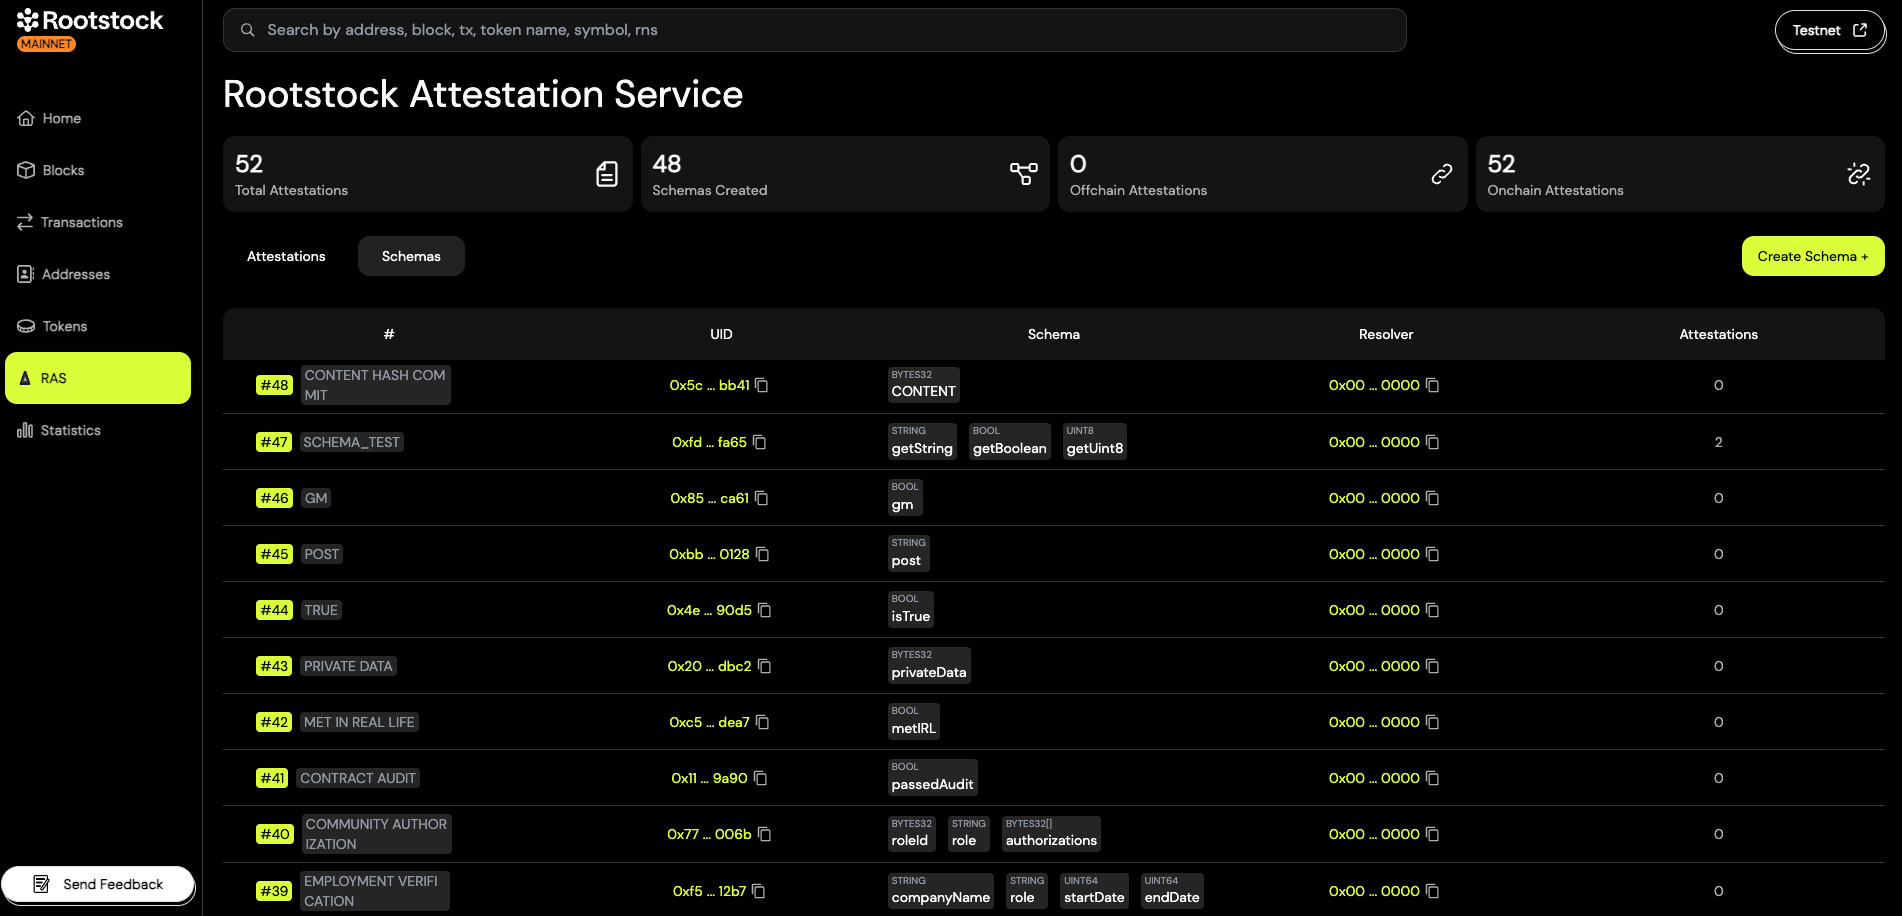 Rootstock
MAINNET
Search by address, block, tx, token name, symbol, rns
Testnet
Home
Blocks
Transactions
Addresses
Tokens
RAS
Statistics
Send Feedback
Rootstock Attestation Service
52
Total Attestations
48
Schemas Created
0
Offchain Attestations
52
Onchain Attestations
Attestations Schemas
Create Schema +
# UID Schema Resolver Attestations
#48 CONTENT HASH COM
MIT
0x5c ... bb41
BYTES32
CONTENT
0x00 ... 0000
0
#47 SCHEMA_TEST
0xfd ... fa65
STRING BOOL UINT8
getString getBoolean getUint8
0x00 ... 0000
2
#46 GM
0x85 ... ca61
BOOL
gm
0x00 ... 0000
0
#45 POST
0xbb ... 0128
STRING
post
0x00 ... 0000
0
#44 TRUE
0x4e ... 90d5
BOOL
isTrue
0x00 ... 0000
0
#43 PRIVATE DATA
0x20 ... dbc2
BYTES32
privateData
0x00 ... 0000
0
#42 MET IN REAL LIFE
0xc5 ... dea7
BOOL
metIRL
0x00 ... 0000
0
#41 CONTRACT AUDIT
0x11 ... 9a90
BOOL
passedAudit
0x00 ... 0000
0
#40 COMMUNITY AUTHOR
IZATION
0x77 ... 006b
BYTES32 STRING BYTES32[]
roleId role authorizations
0x00 ... 0000
0
#39 EMPLOYMENT VERIFI
CATION
0xf5 ... 12b7
STRING STRING UINT64 UINT64
companyName role startDate endDate
0x00 ... 0000
0